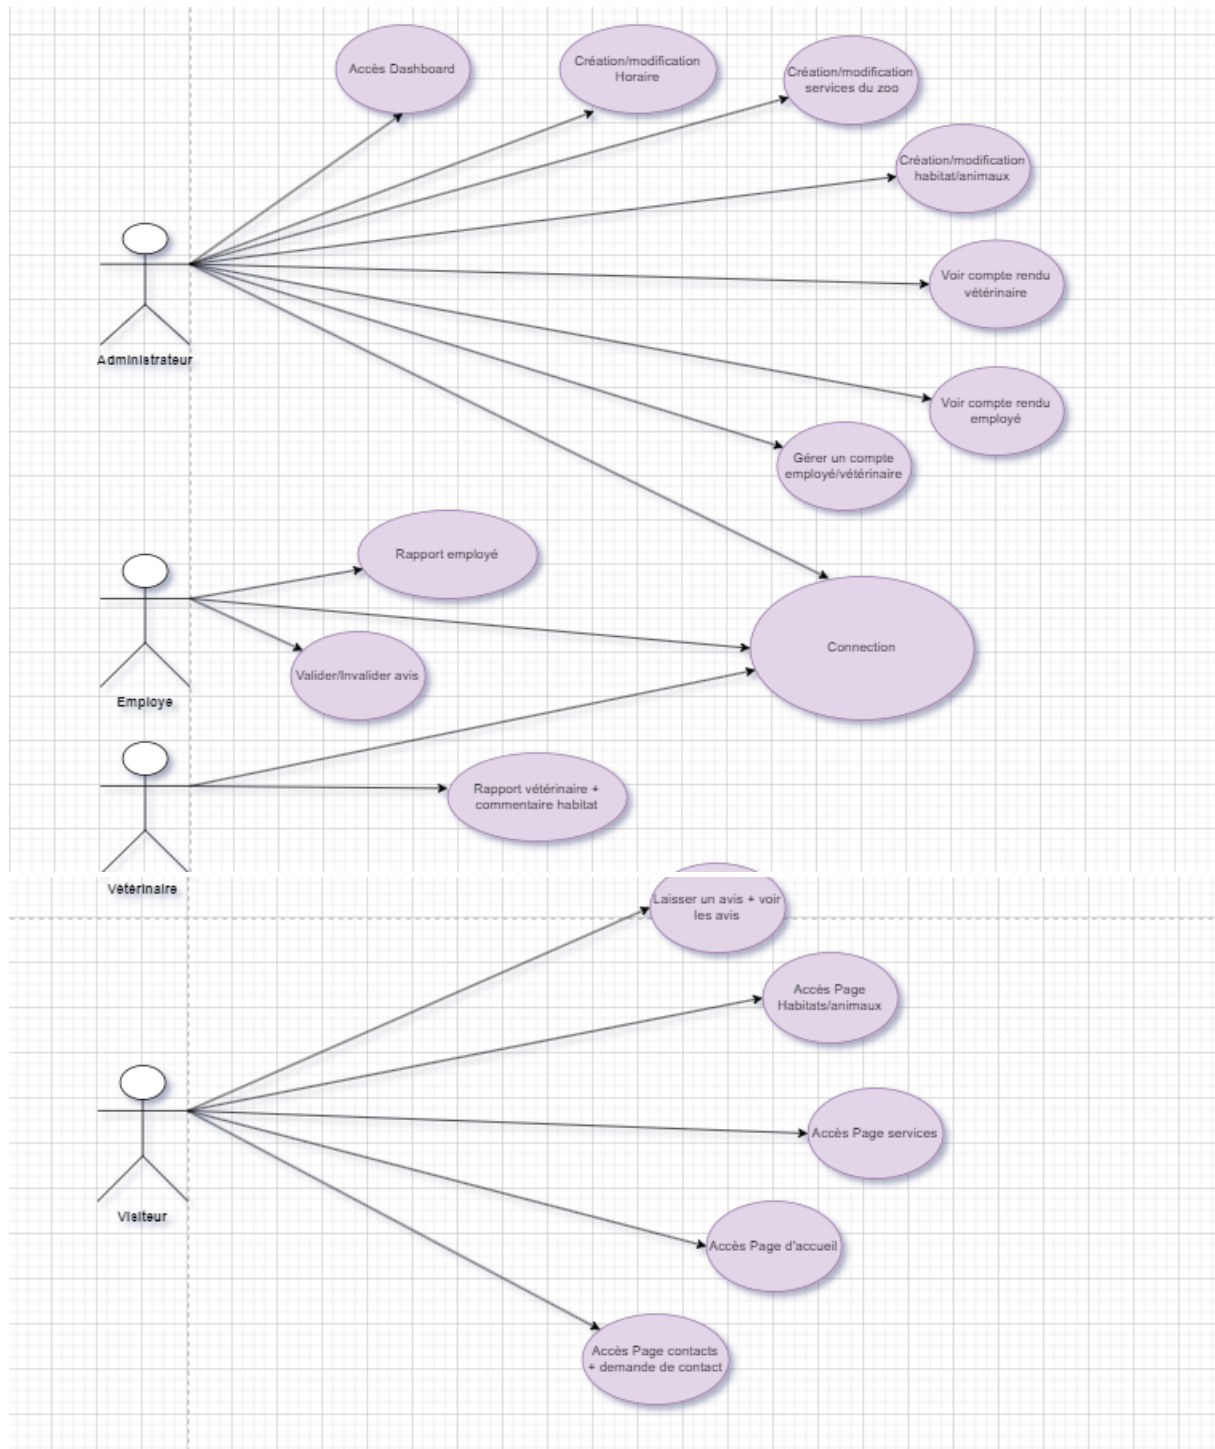 Accès Dashboard
Création/modification
Horaire
Création/modification
services du zoo
Création/modification
habitat/animaux
Voir compte rendu
vétérinaire
Administrateur
Voir compte rendu
employé
Gérer un compte
employé/vétérinaire
Rapport employé
Connection
Valider/Invalider avis
Employe
Rapport vétérinaire +
commentaire habitat
Vétérinaire
Laisser un avis + voir
les avis
Accès Page
Habitats/animaux
Accès Page services
Visiteur
Accès Page d'accueil
Accès Page contacts
+ demande de contact